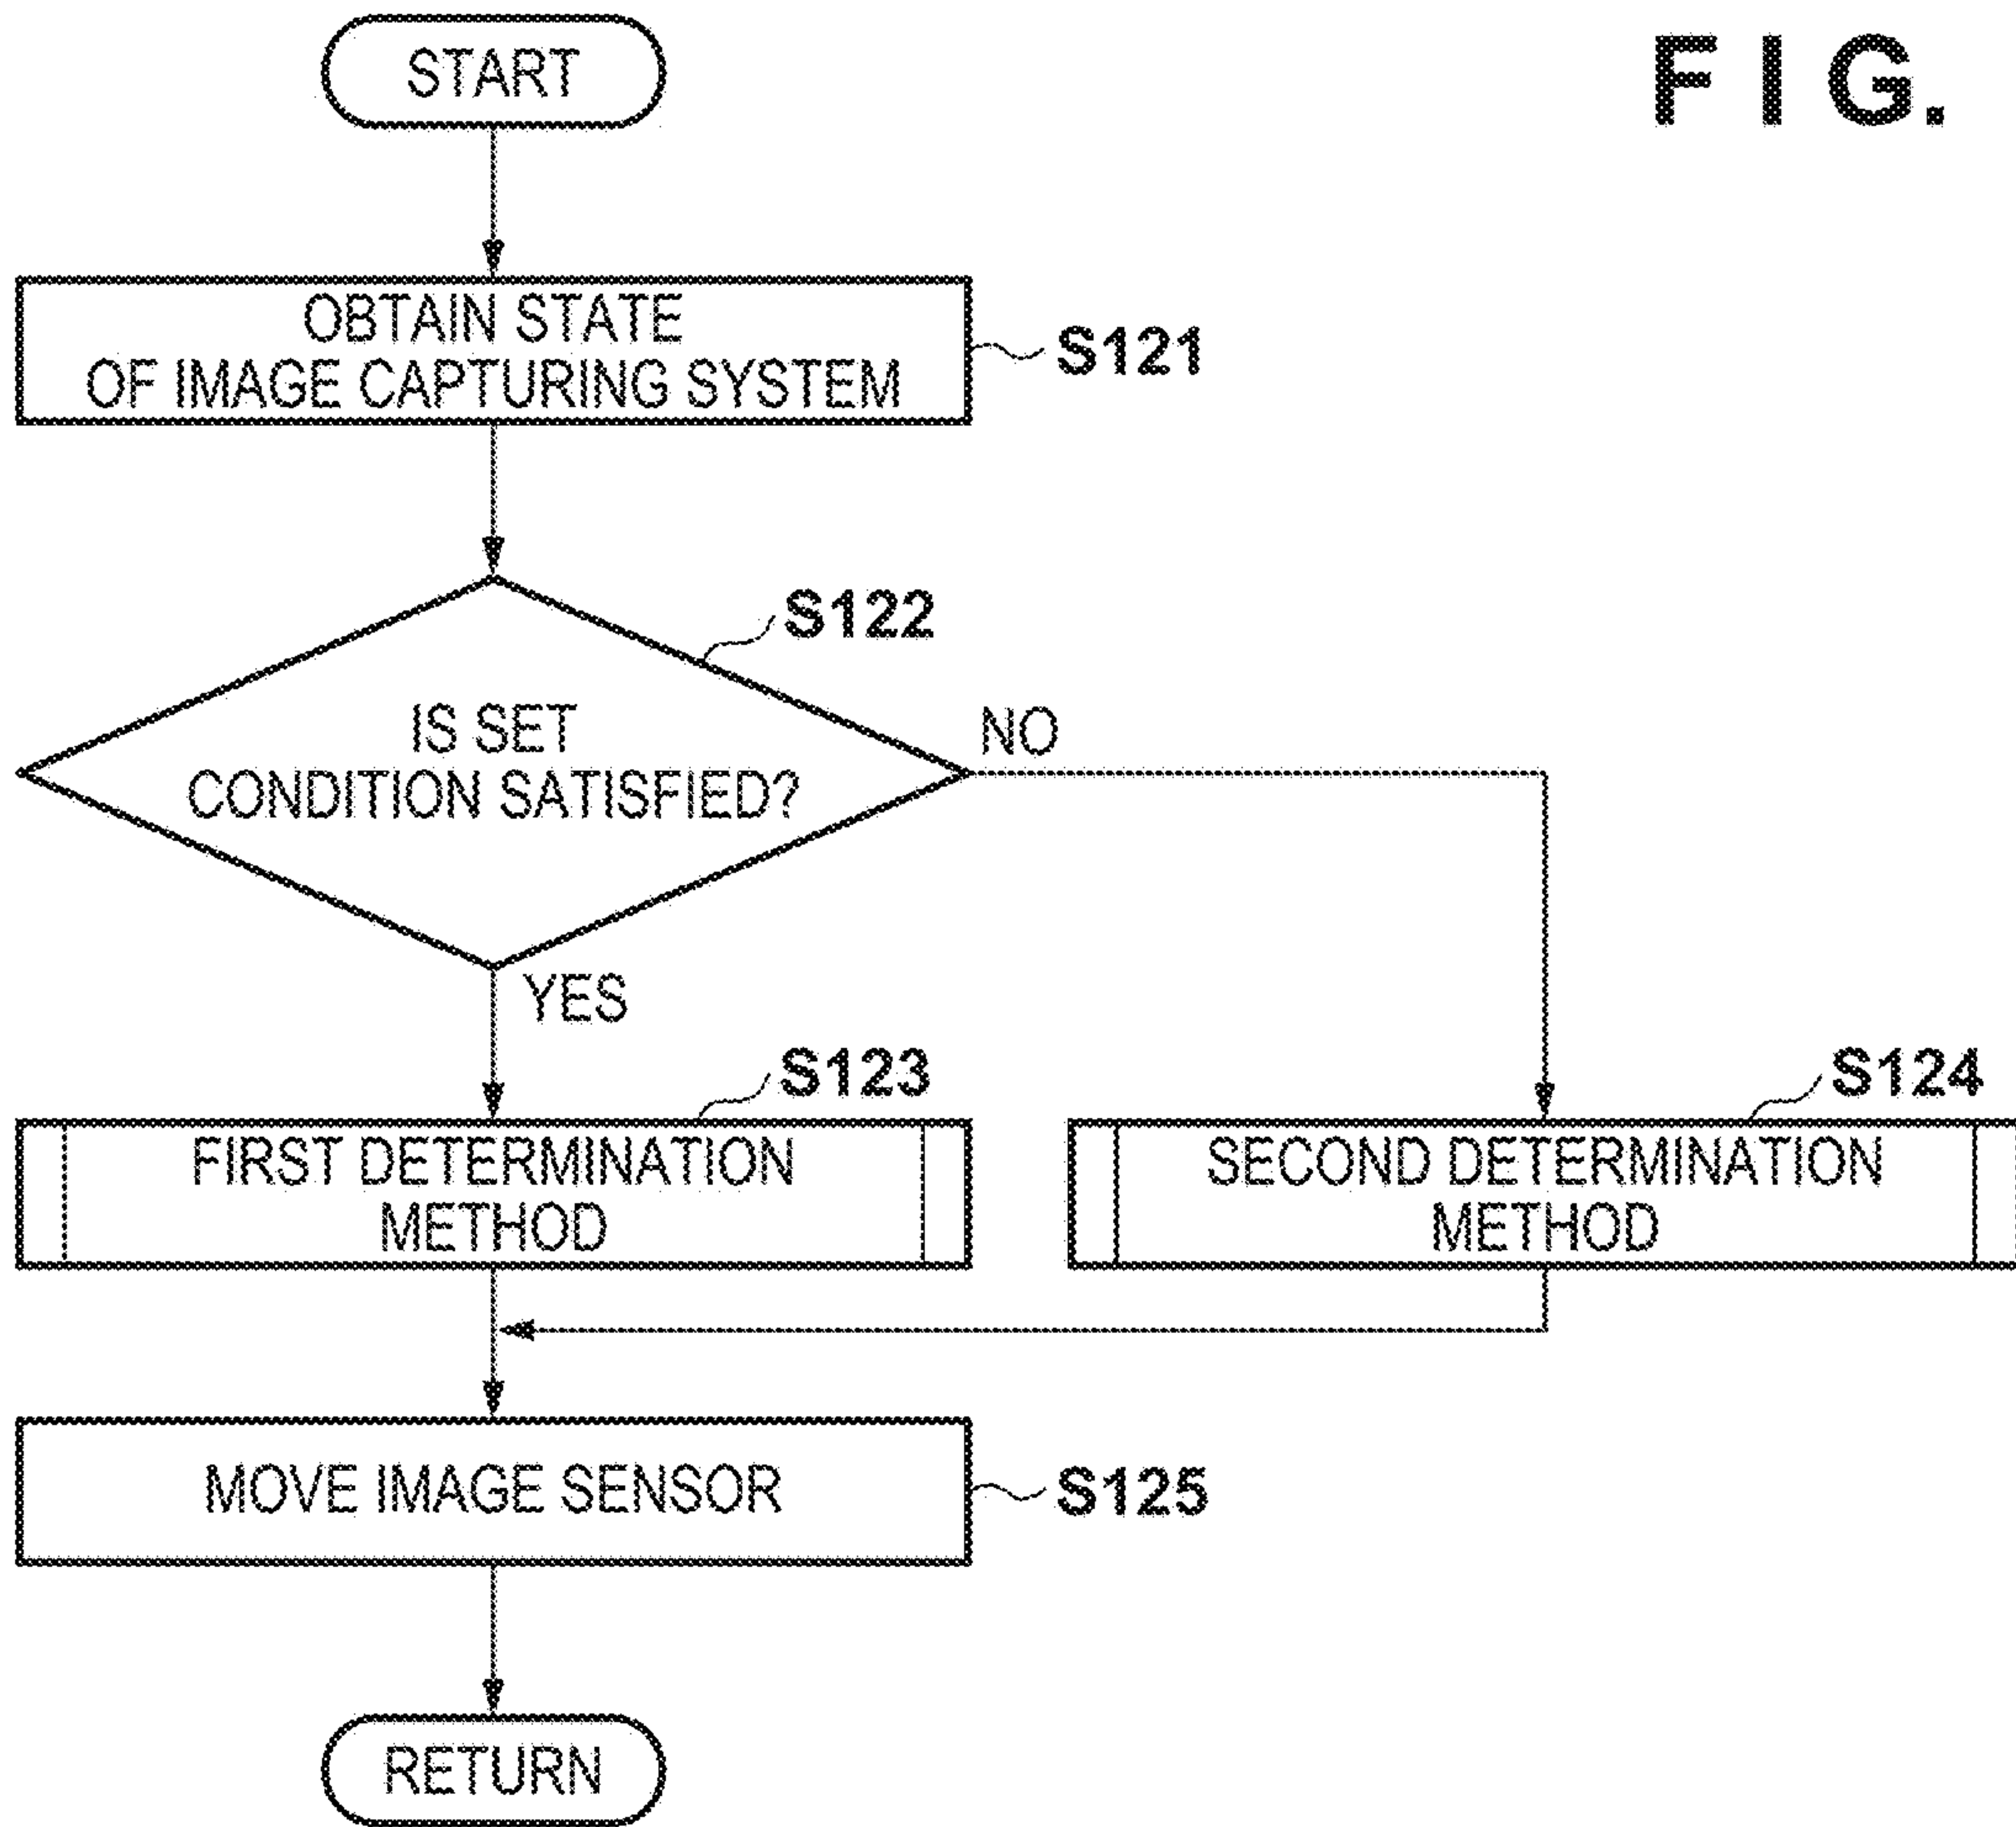 FIG.
START
OBTAIN STATE
OF IMAGE CAPTURING SYSTEM
S121
S122
IS SET
CONDITION SATISFIED?
NO
YES
S123
FIRST DETERMINATION
METHOD
S124
SECOND DETERMINATION
METHOD
MOVE IMAGE SENSOR
S125
RETURN